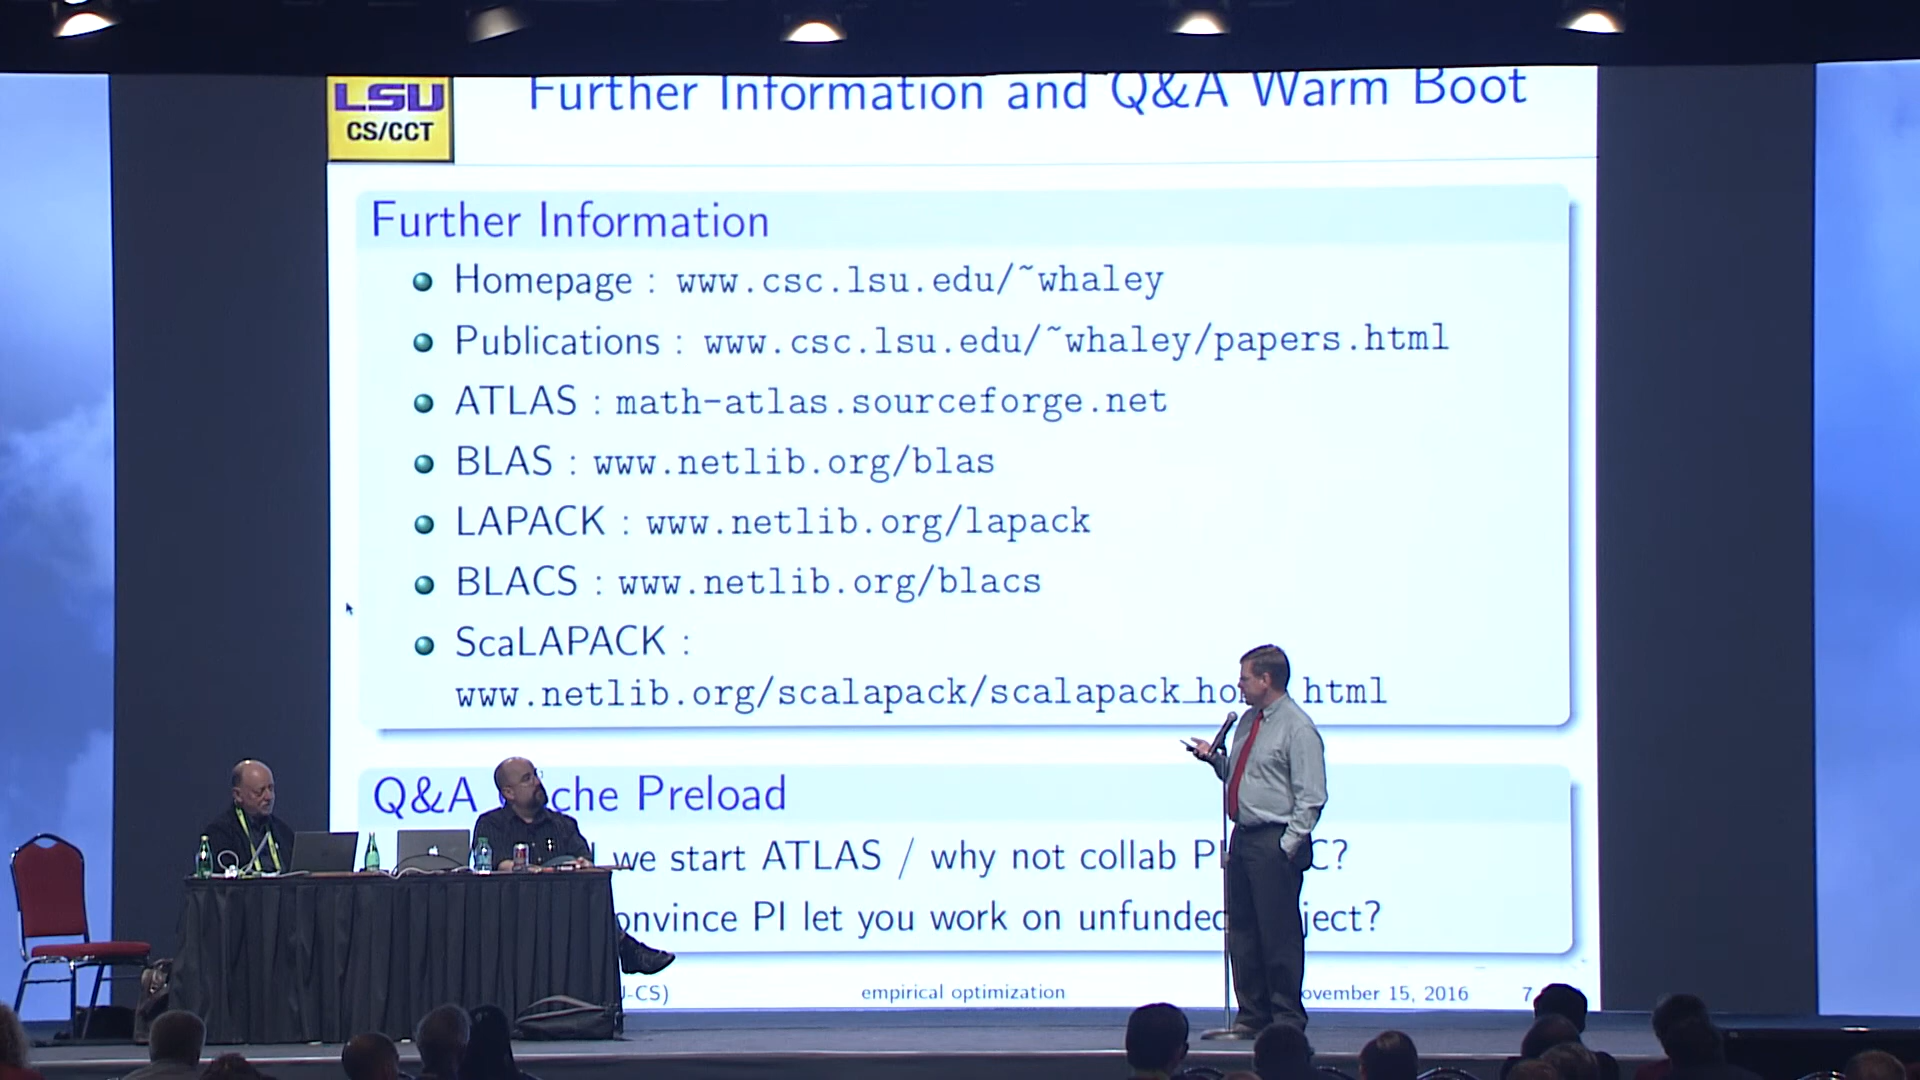 LSU
CS/CCT
Further Information and Q&A Warm Boot
Further Information
Homepage : www.csc.lsu.edu/~whaley
Publications : www.csc.lsu.edu/~whaley/papers.html
ATLAS : math-atlas.sourceforge.net
BLAS : www.netlib.org/blas
LAPACK : www.netlib.org/lapack
BLACS : www.netlib.org/blacs
ScaLAPACK :
www.netlib.org/scalapack/scalapack_ho html
Q&A che Preload
we start ATLAS / why not collab P C?
onvince PI let you work on unfunded ject?
-CS)
empirical optimization
ovember 15, 2016
7